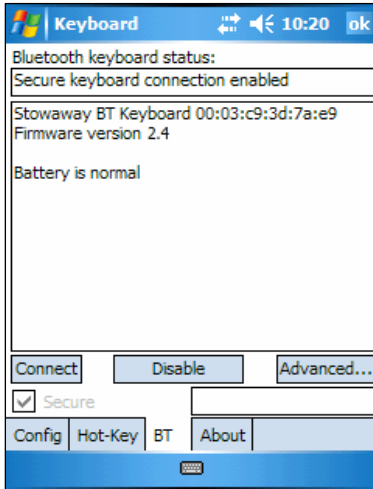 Keyboard 10:20 ok
Bluetooth keyboard status:
Secure keyboard connection enabled
Stowaway BT Keyboard 00:03:c9:3d:7a:e9
Firmware version 2.4
Battery is normal
Connect Disable Advanced...
Secure
Config Hot-Key BT About